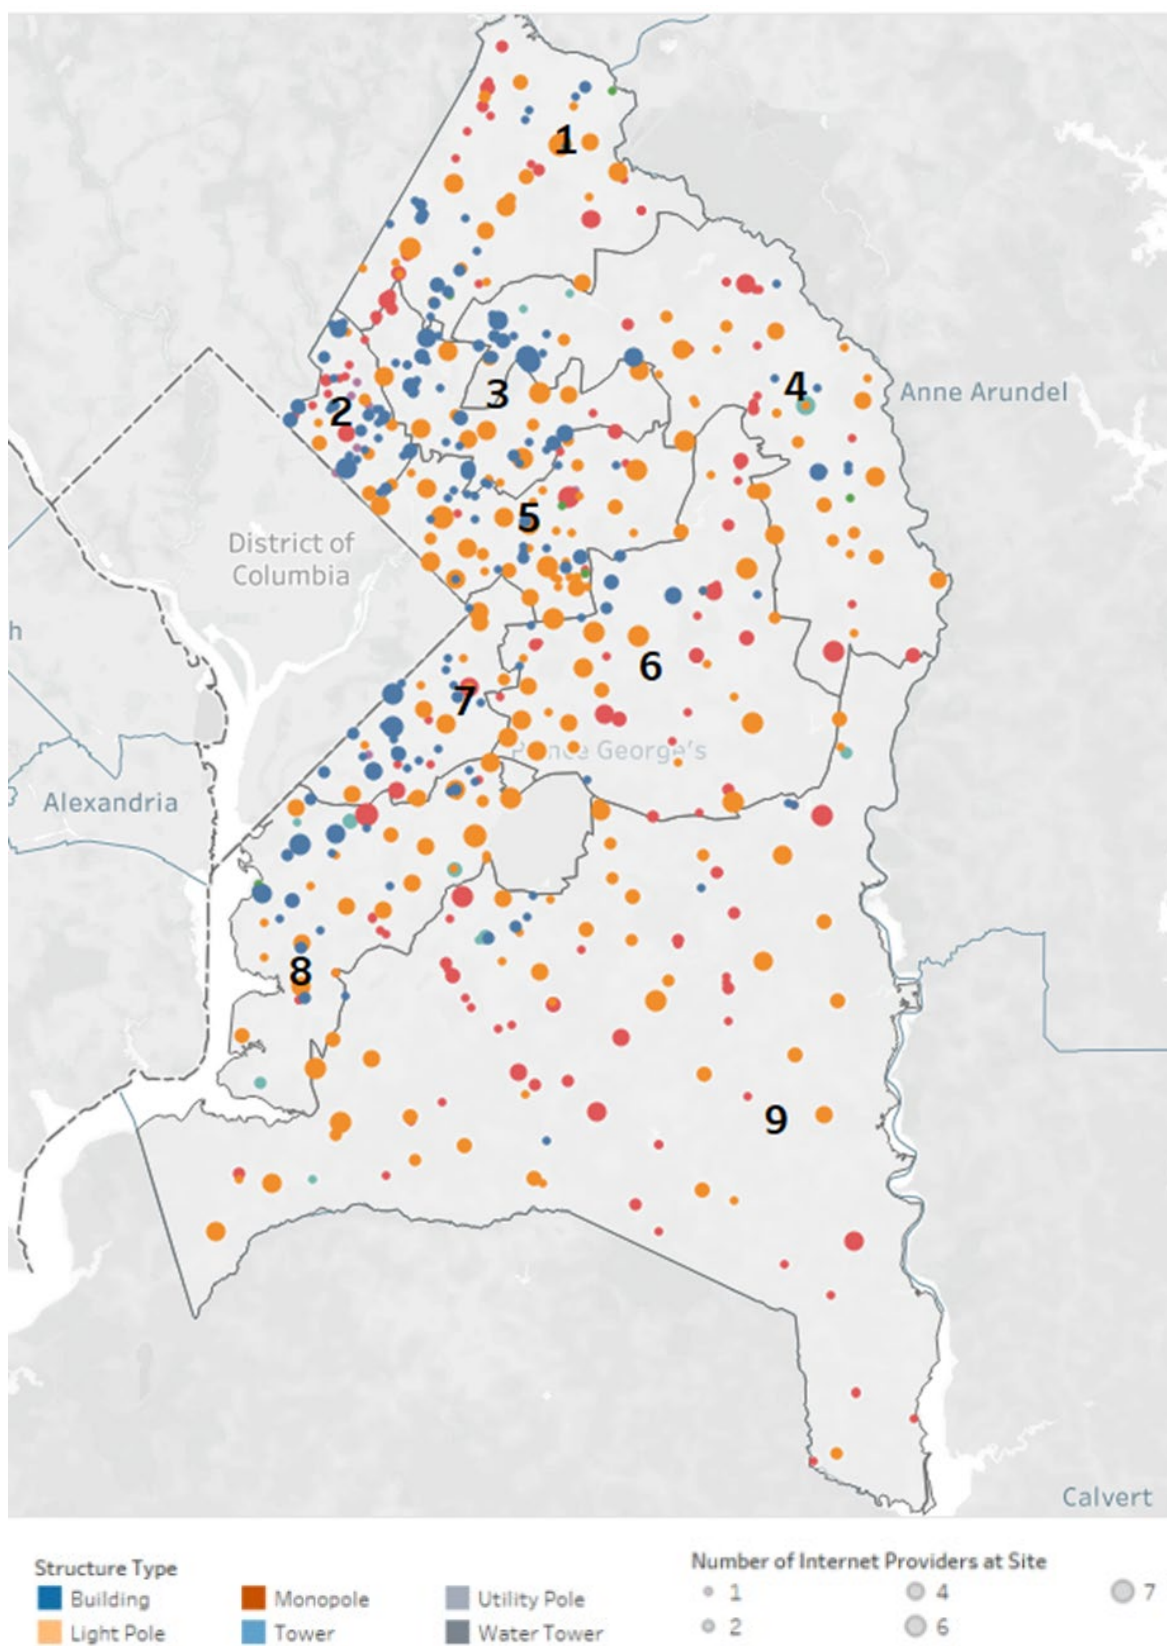 1
2
3
4
Anne Arundel
5
District of
Columbia
h
6
7
Prince George's
Alexandria
8
9
Calvert
Structure Type
Building
Monopole
Utility Pole
Light Pole
Tower
Water Tower
Number of Internet Providers at Site
1
4
7
2
6